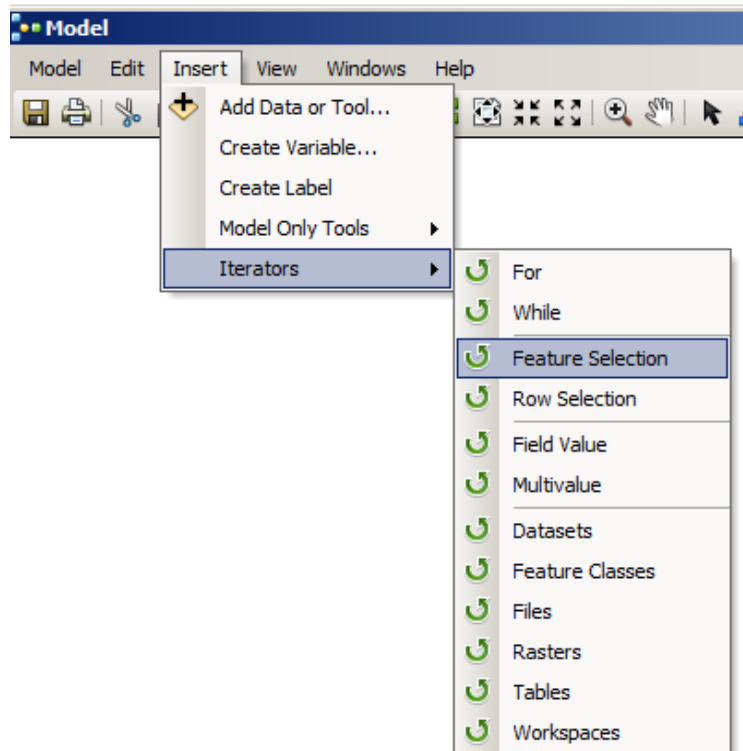 Model
Model Edit Insert View Windows Help
Add Data or Tool...
Create Variable...
Create Label
Model Only Tools
Iterators
For
While
Feature Selection
Row Selection
Field Value
Multivalue
Datasets
Feature Classes
Files
Rasters
Tables
Workspaces